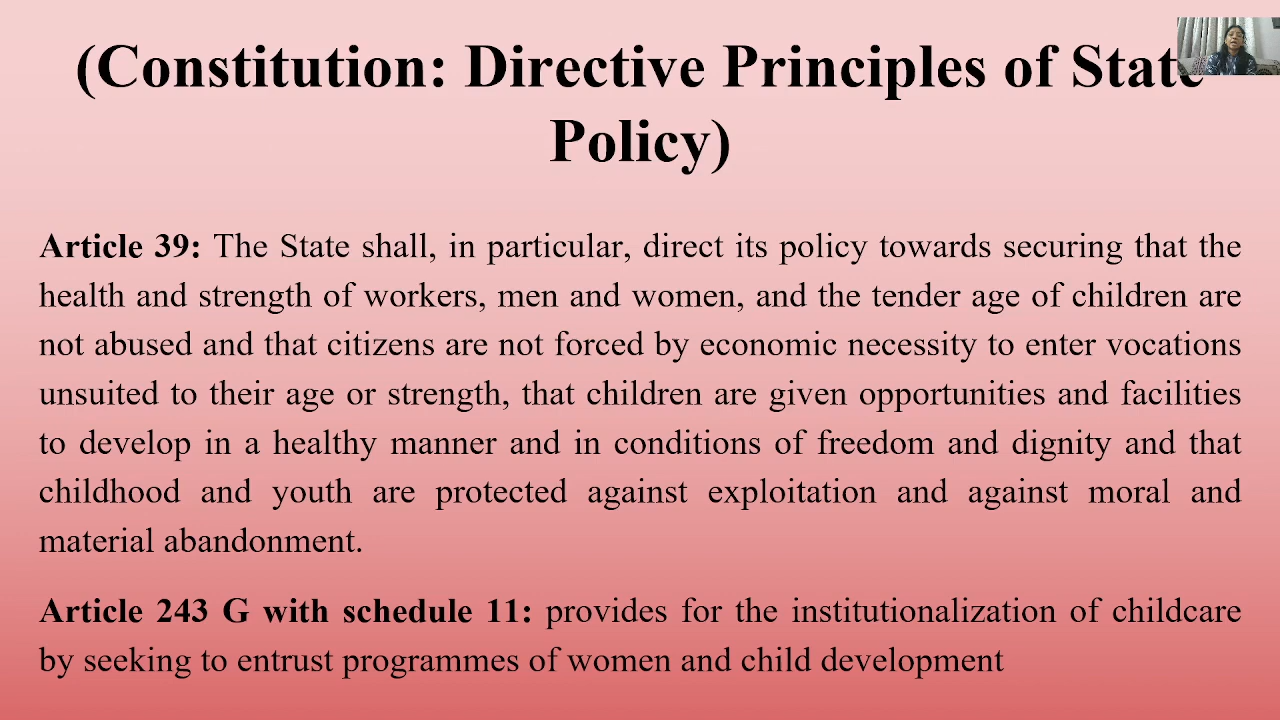 (Constitution: Directive Principles of State
Policy)
Article 39: The State shall, in particular, direct its policy towards securing that the
health and strength of workers, men and women, and the tender age of children are
not abused and that citizens are not forced by economic necessity to enter vocations
unsuited to their age or strength, that children are given opportunities and facilities
to develop in a healthy manner and in conditions of freedom and dignity and that
childhood and youth are protected against exploitation and against moral and
material abandonment.
Article 243 G with schedule 11: provides for the institutionalization of childcare
by seeking to entrust programmes of women and child development